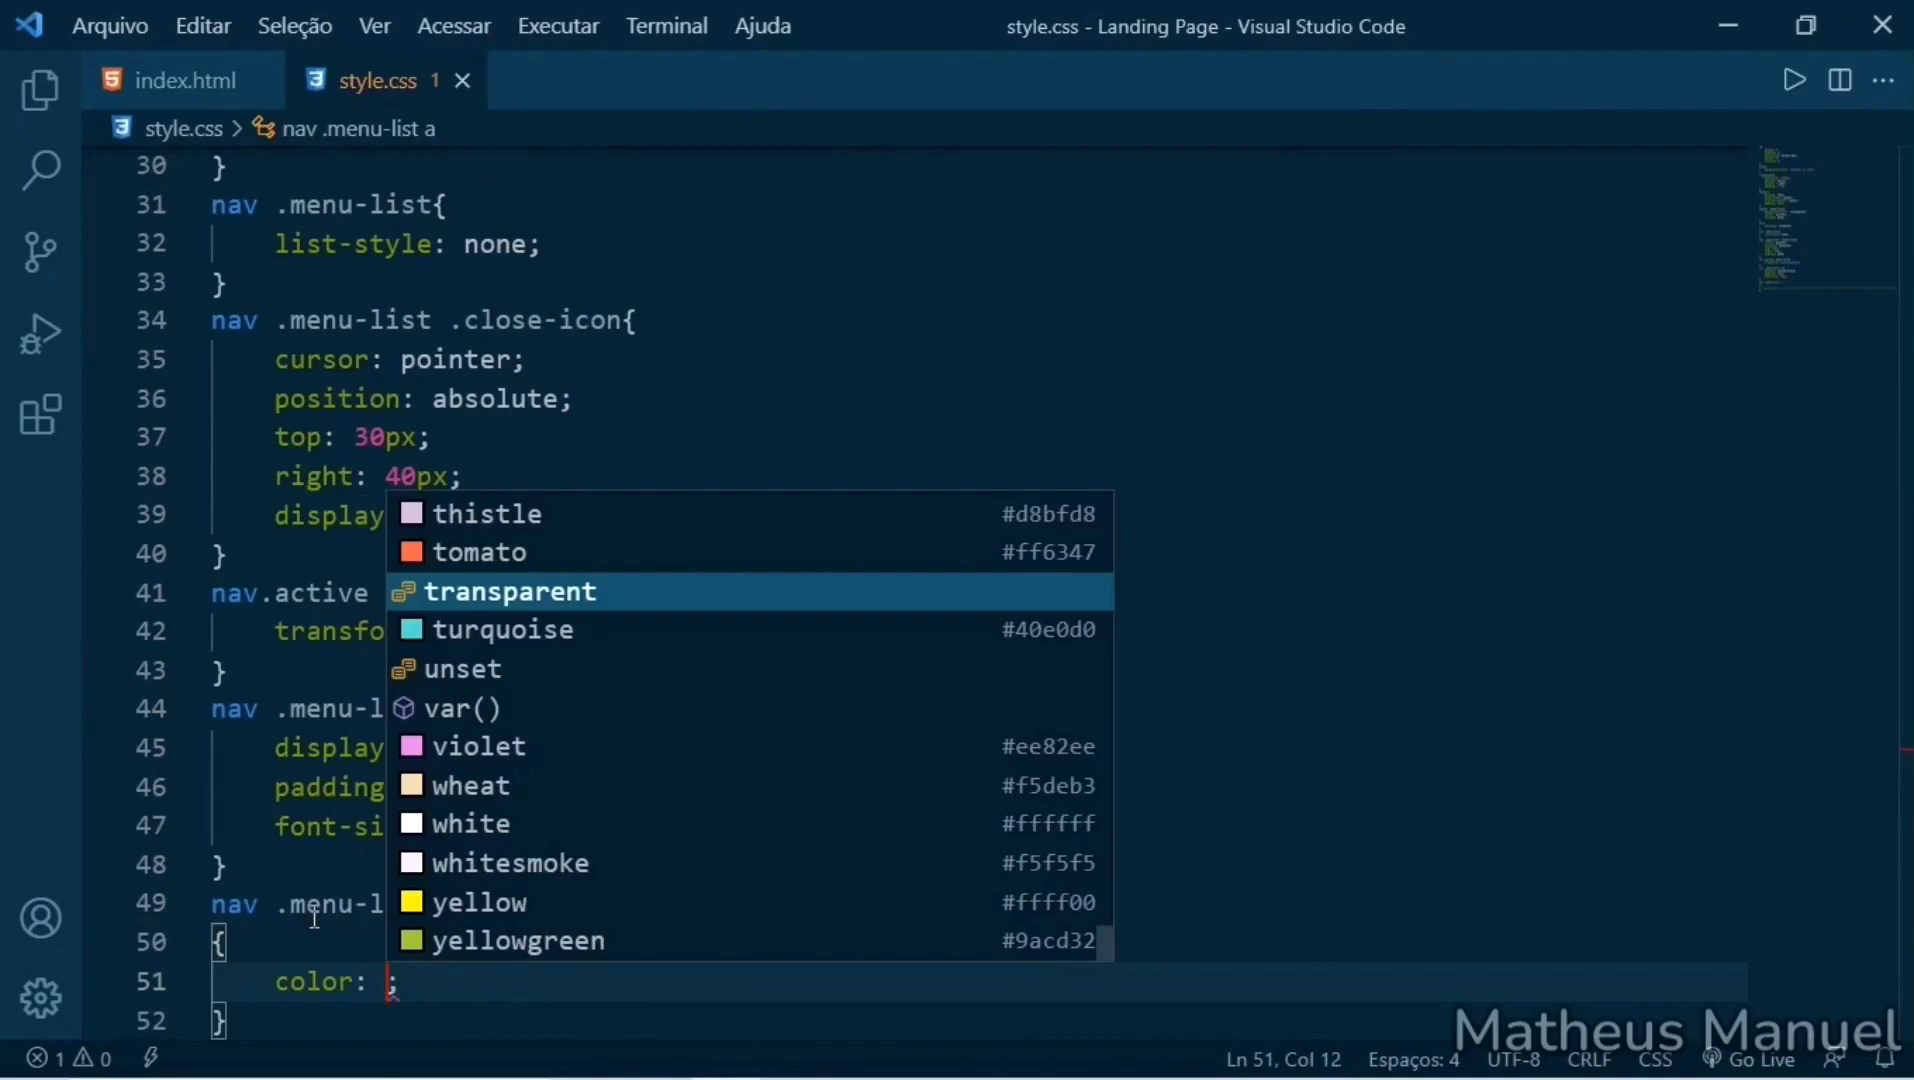 Arquivo Editar Seleção Ver Acessar Executar Terminal Ajuda style.css - Landing Page - Visual Studio Code
index.html style.css 1
style.css > nav .menu-list a
30 }
31 nav .menu-list{
32 list-style: none;
33 }
34 nav .menu-list .close-icon{
35 cursor: pointer;
36 position: absolute;
37 top: 30px;
38 right: 40px;
39 display
40 }
41 nav.active
42 transfo
43 }
44 nav .menu-l
45 display
46 padding
47 font-si
48 }
49 nav .menu-l
50 {
51 color: ;
52 }
thistle #d8bfd8
tomato #ff6347
transparent
turquoise #40e0d0
unset
var()
violet #ee82ee
wheat #f5deb3
white #ffffff
whitesmoke #f5f5f5
yellow #ffff00
yellowgreen #9acd32
Matheus Manuel
1 0 Ln 51, Col 12 Espaços: 4 UTF-8 CRLF CSS Go Live